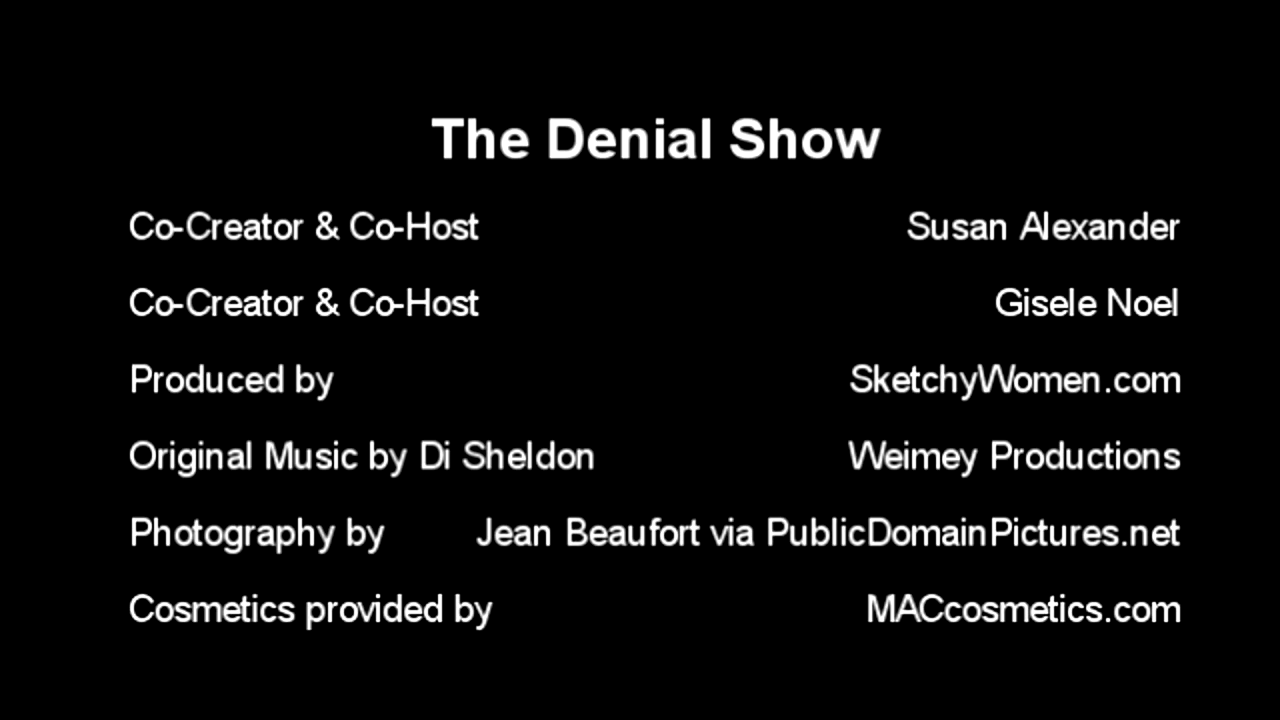 The Denial Show
Co-Creator & Co-Host Susan Alexander
Co-Creator & Co-Host Gisele Noel
Produced by SketchyWomen.com
Original Music by Di Sheldon Weimey Productions
Photography by Jean Beaufort via PublicDomainPictures.net
Cosmetics provided by MACcosmetics.com